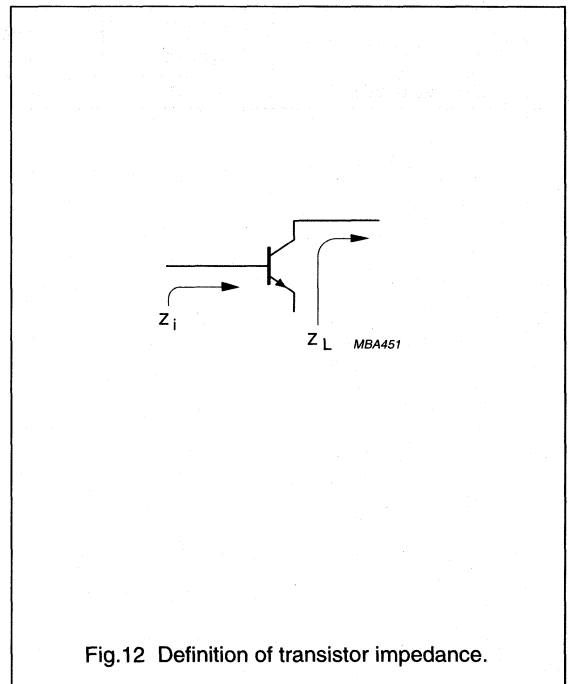 Z i
Z L MBA451
Fig.12 Definition of transistor impedance.